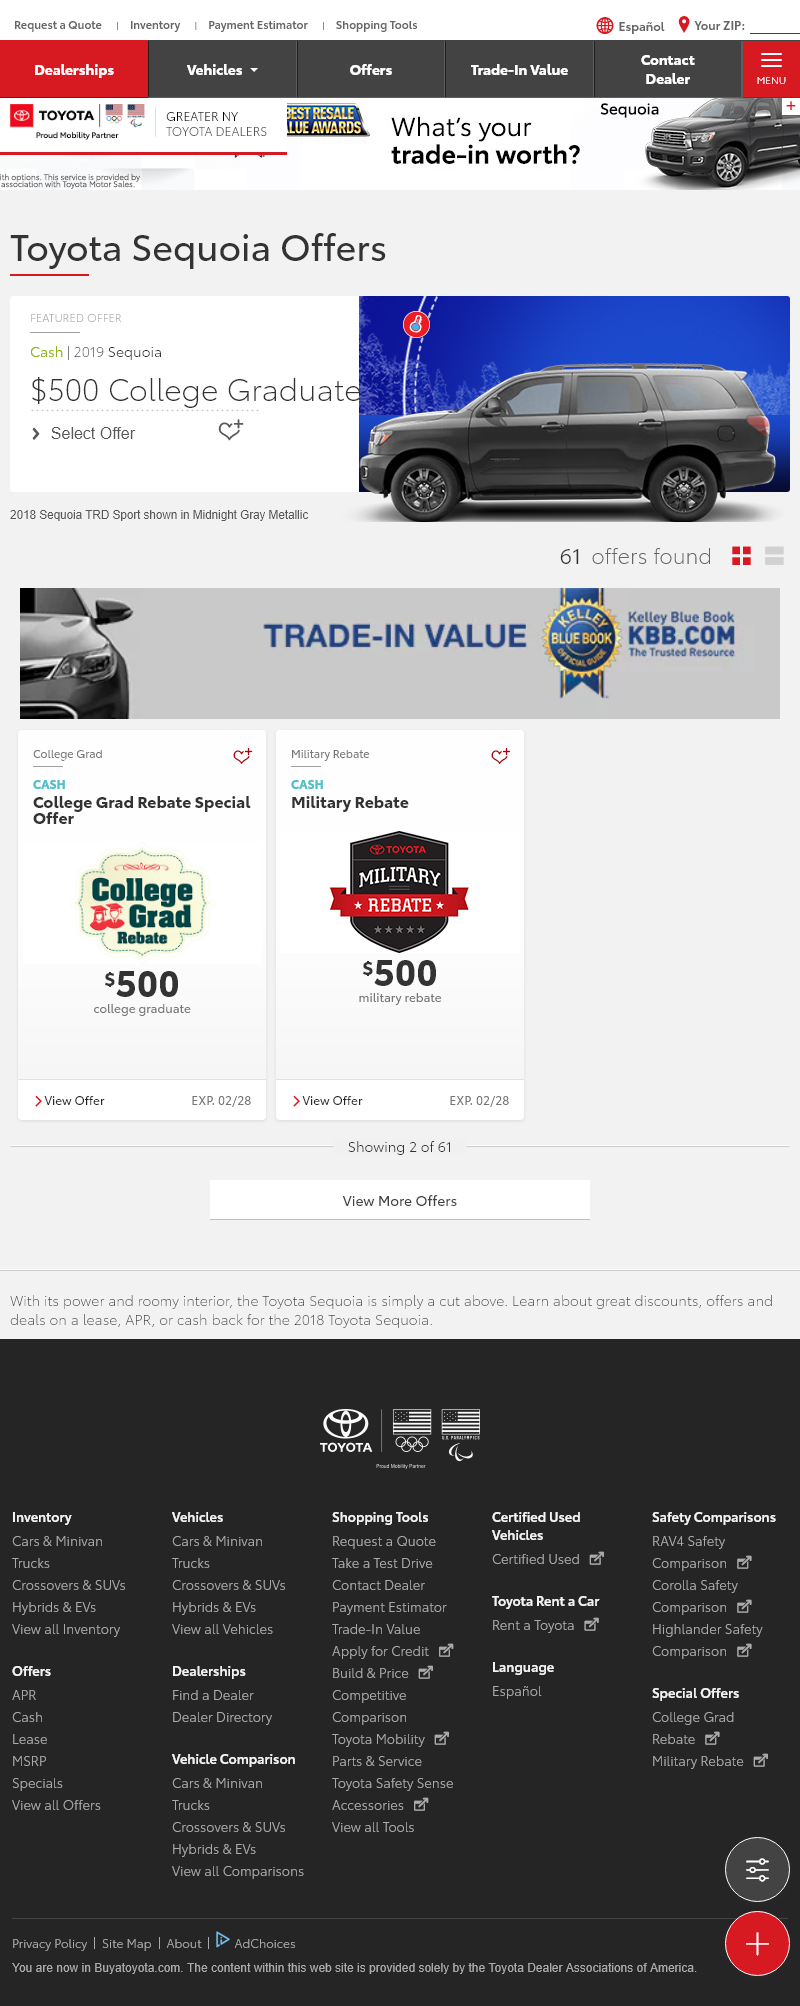 Request a Quote | Inventory | Payment Estimator | Shopping Tools
Español Your ZIP:
Dealerships Vehicles Offers Trade-In Value Contact Dealer MENU
TOYOTA
Proud Mobility Partner
GREATER NY
TOYOTA DEALERS
BEST RESALE
VALUE AWARDS
What's your
trade-in worth?
Sequoia
ith options. This service is provided by
association with Toyota Motor Sales.
Toyota Sequoia Offers
FEATURED OFFER
Cash | 2019 Sequoia
$500 College Graduate
Select Offer
2018 Sequoia TRD Sport shown in Midnight Gray Metallic
61 offers found
TRADE-IN VALUE
KELLEY
BLUE BOOK
OFFICIAL GUIDE
Kelley Blue Book
KBB.COM
The Trusted Resource
College Grad
CASH
College Grad Rebate Special
Offer
College
Grad
Rebate
$500
college graduate
View Offer EXP. 02/28
Military Rebate
CASH
Military Rebate
TOYOTA
MILITARY
REBATE
$500
military rebate
View Offer EXP. 02/28
Showing 2 of 61
View More Offers
With its power and roomy interior, the Toyota Sequoia is simply a cut above. Learn about great discounts, offers and
deals on a lease, APR, or cash back for the 2018 Toyota Sequoia.
TOYOTA
U.S. PARALYMPICS
Proud Mobility Partner
Inventory
Cars & Minivan
Trucks
Crossovers & SUVs
Hybrids & EVs
View all Inventory
Offers
APR
Cash
Lease
MSRP
Specials
View all Offers
Vehicles
Cars & Minivan
Trucks
Crossovers & SUVs
Hybrids & EVs
View all Vehicles
Dealerships
Find a Dealer
Dealer Directory
Vehicle Comparison
Cars & Minivan
Trucks
Crossovers & SUVs
Hybrids & EVs
View all Comparisons
Shopping Tools
Request a Quote
Take a Test Drive
Contact Dealer
Payment Estimator
Trade-In Value
Apply for Credit
Build & Price
Competitive
Comparison
Toyota Mobility
Parts & Service
Toyota Safety Sense
Accessories
View all Tools
Certified Used
Vehicles
Certified Used
Toyota Rent a Car
Rent a Toyota
Language
Español
Safety Comparisons
RAV4 Safety
Comparison
Corolla Safety
Comparison
Highlander Safety
Comparison
Special Offers
College Grad
Rebate
Military Rebate
Privacy Policy | Site Map | About | AdChoices
You are now in Buyatoyota.com. The content within this web site is provided solely by the Toyota Dealer Associations of America.